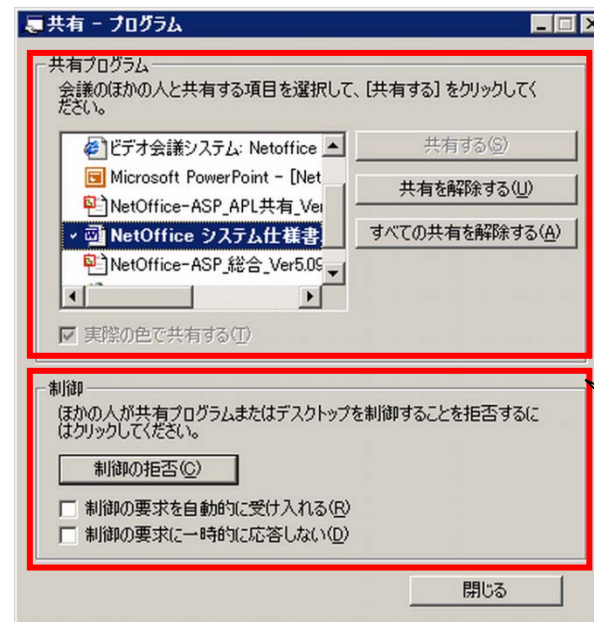 共有 - プログラム
共有プログラム
会議のほかの人と共有する項目を選択して、[共有する] をクリックしてく
ださい。
ビデオ会議システム: Netoffice
Microsoft PowerPoint - [Net
NetOffice-ASP_APL共有_Ver
NetOffice システム仕様書.
NetOffice-ASP_総合_Ver5.09
共有する(S)
共有を解除する(U)
すべての共有を解除する(A)
実際の色で共有する(T)
制御
ほかの人が共有プログラムまたはデスクトップを制御することを拒否するに
はクリックしてください。
制御の拒否(C)
制御の要求を自動的に受け入れる(R)
制御の要求に一時的に応答しない(D)
閉じる